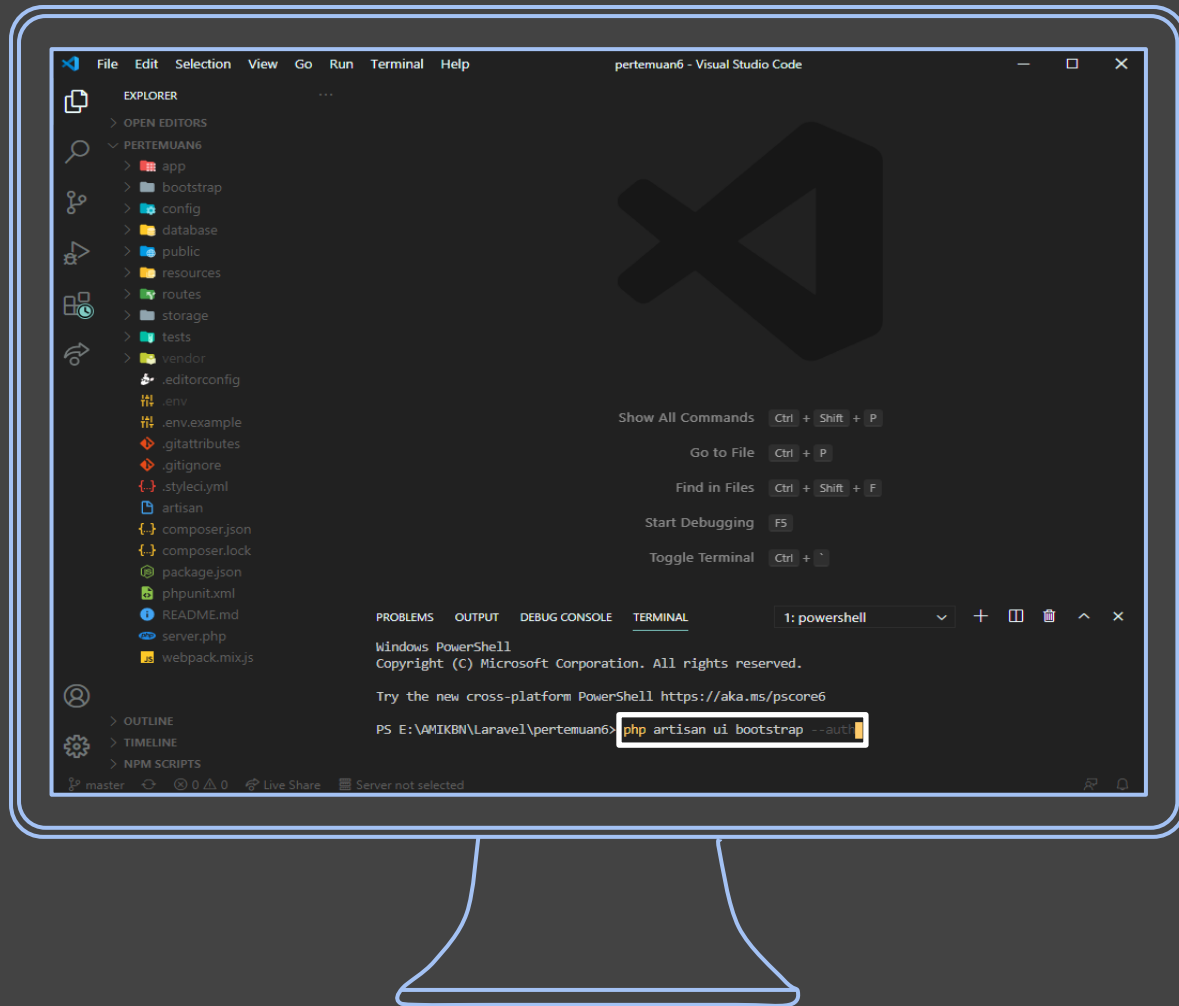 File Edit Selection View Go Run Terminal Help pertemuan6 - Visual Studio Code
EXPLORER ...
OPEN EDITORS
PERTEMUAN6
app
bootstrap
config
database
public
resources
routes
storage
tests
vendor
.editorconfig
.env
.env.example
.gitattributes
.gitignore
.styleci.yml
artisan
composer.json
composer.lock
package.json
phpunit.xml
README.md
server.php
webpack.mix.js
OUTLINE
TIMELINE
NPM SCRIPTS
Show All Commands Ctrl + Shift + P
Go to File Ctrl + P
Find in Files Ctrl + Shift + F
Start Debugging F5
Toggle Terminal Ctrl + `
PROBLEMS OUTPUT DEBUG CONSOLE TERMINAL 1: powershell
Windows PowerShell
Copyright (C) Microsoft Corporation. All rights reserved.
Try the new cross-platform PowerShell https://aka.ms/pscore6
PS E:\AMIKBN\Laravel\pertemuan6> php artisan ui bootstrap --auth
master 0 0 Live Share Server not selected